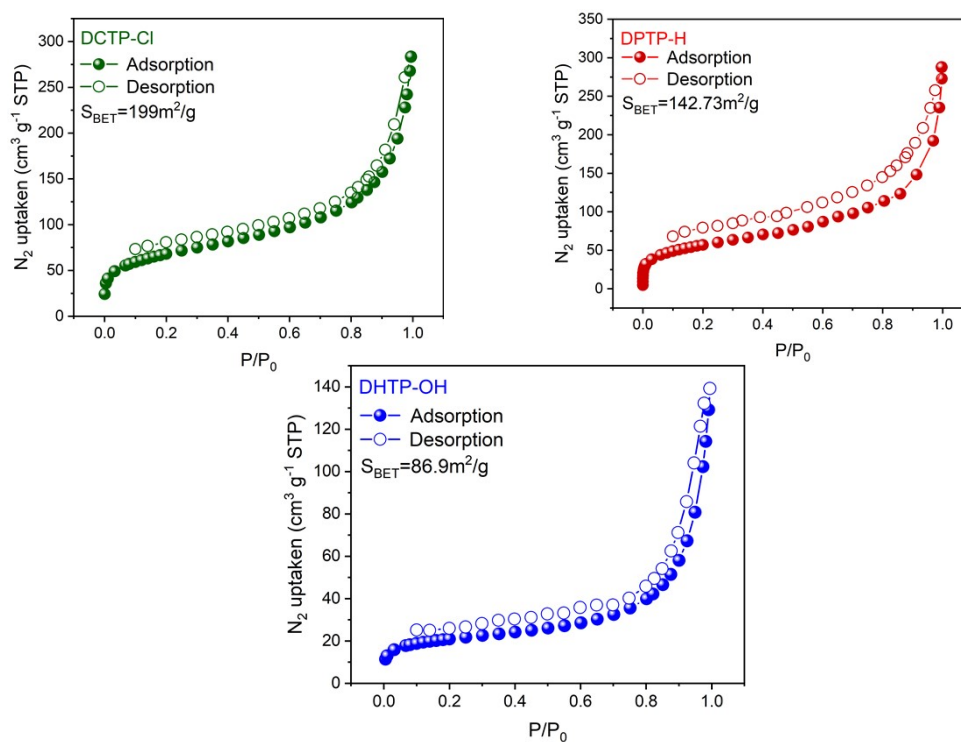 DCTP-Cl
Adsorption
Desorption
S_BET=199m²/g
N₂ uptaken (cm³ g⁻¹ STP)
300
250
200
150
100
50
0
0.0 0.2 0.4 0.6 0.8 1.0
P/P₀
DPTP-H
Adsorption
Desorption
S_BET=142.73m²/g
N₂ uptaken (cm³ g⁻¹ STP)
350
300
250
200
150
100
50
0
0.0 0.2 0.4 0.6 0.8 1.0
P/P₀
DHTP-OH
Adsorption
Desorption
S_BET=86.9m²/g
N₂ uptaken (cm³ g⁻¹ STP)
140
120
100
80
60
40
20
0
0.0 0.2 0.4 0.6 0.8 1.0
P/P₀